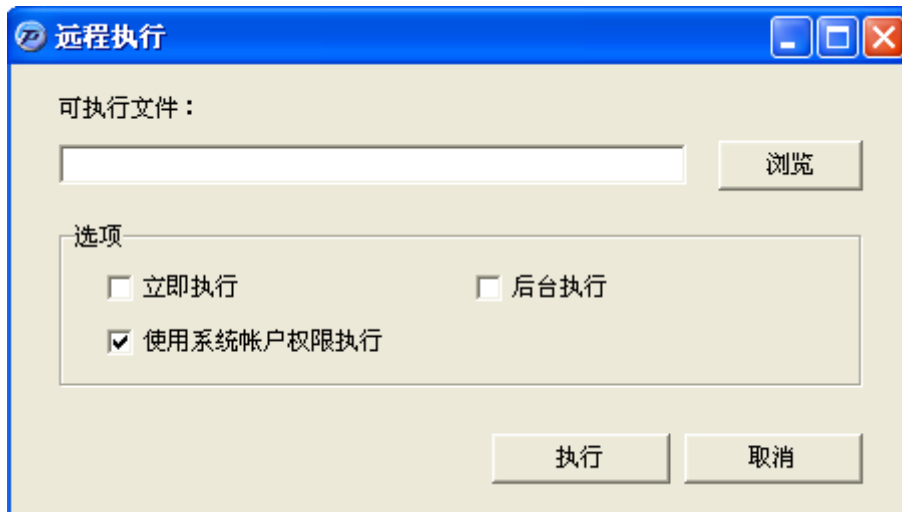 远程执行
可执行文件：
浏览
选项
立即执行 后台执行
使用系统帐户权限执行
执行 取消